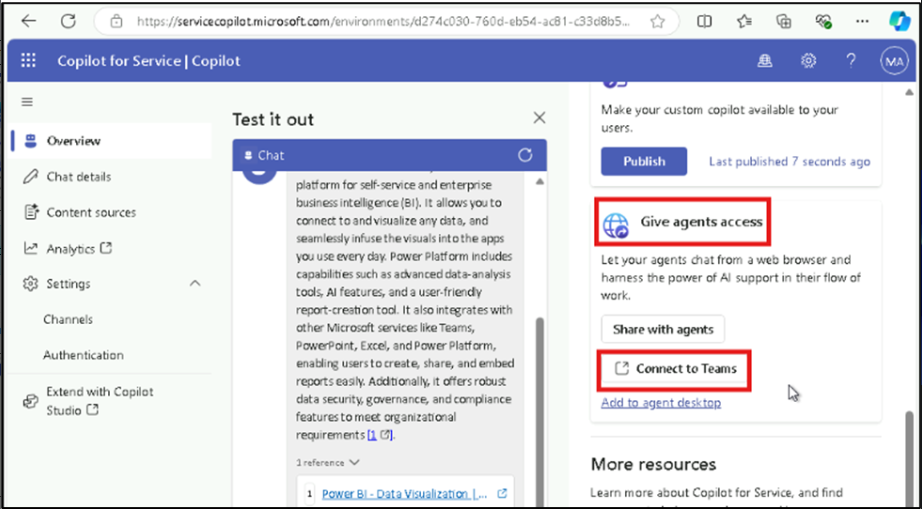 https://servicecopilot.microsoft.com/environments/d274c030-760d-eb54-ac81-c33d8b5...
Copilot for Service | Copilot
MA
Overview
Chat details
Content sources
Analytics
Settings
Channels
Authentication
Extend with Copilot
Studio
Test it out
Chat
platform for self-service and enterprise
business intelligence (BI). It allows you to
connect to and visualize any data, and
seamlessly infuse the visuals into the apps
you use every day. Power Platform includes
capabilities such as advanced data-analysis
tools, AI features, and a user-friendly
report-creation tool. It also integrates with
other Microsoft services like Teams,
PowerPoint, Excel, and Power Platform,
enabling users to create, share, and embed
reports easily. Additionally, it offers robust
data security, governance, and compliance
features to meet organizational
requirements [1].
1 reference
1 Power BI - Data Visualization |...
Make your custom copilot available to your
users.
Publish
Last published 7 seconds ago
Give agents access
Let your agents chat from a web browser and
harness the power of AI support in their flow of
work.
Share with agents
Connect to Teams
Add to agent desktop
More resources
Learn more about Copilot for Service, and find